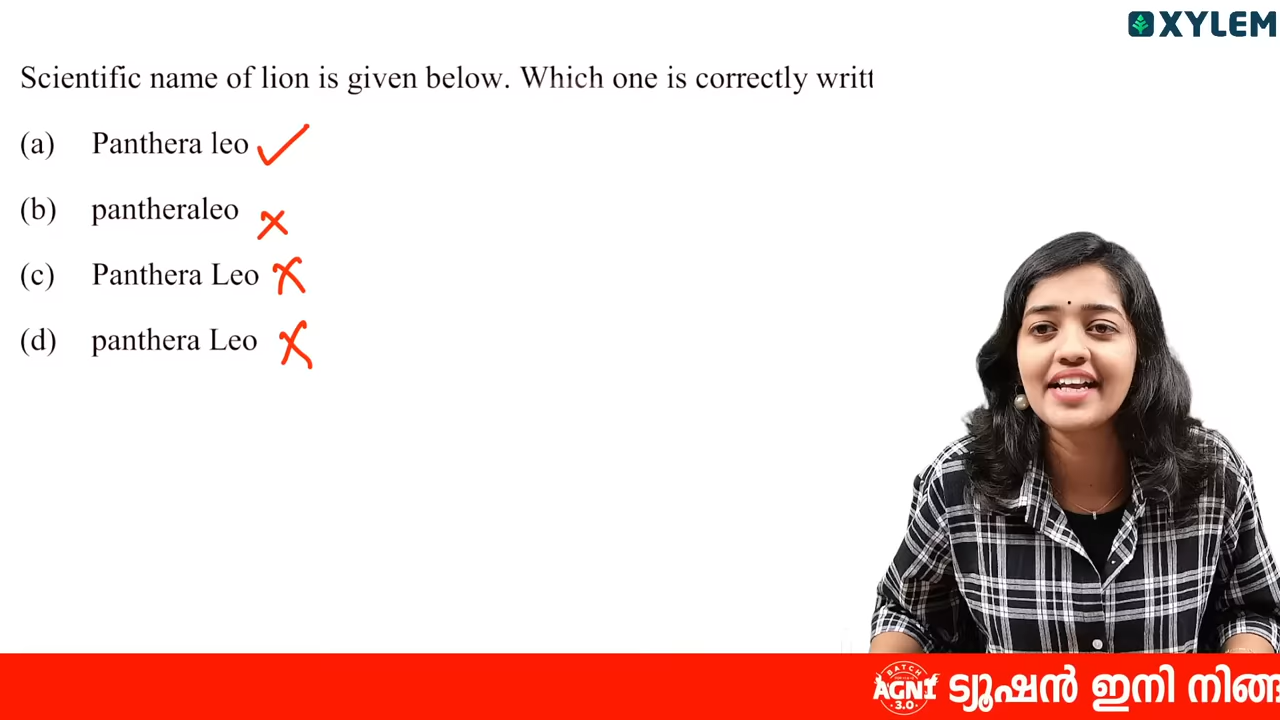 XYLEM
Scientific name of lion is given below. Which one is correctly writt
(a) Panthera leo
(b) pantheraleo
(c) Panthera Leo
(d) panthera Leo
BATCH
AGNI
3.0
ട്യൂഷൻ ഇനി നിങ്ങ